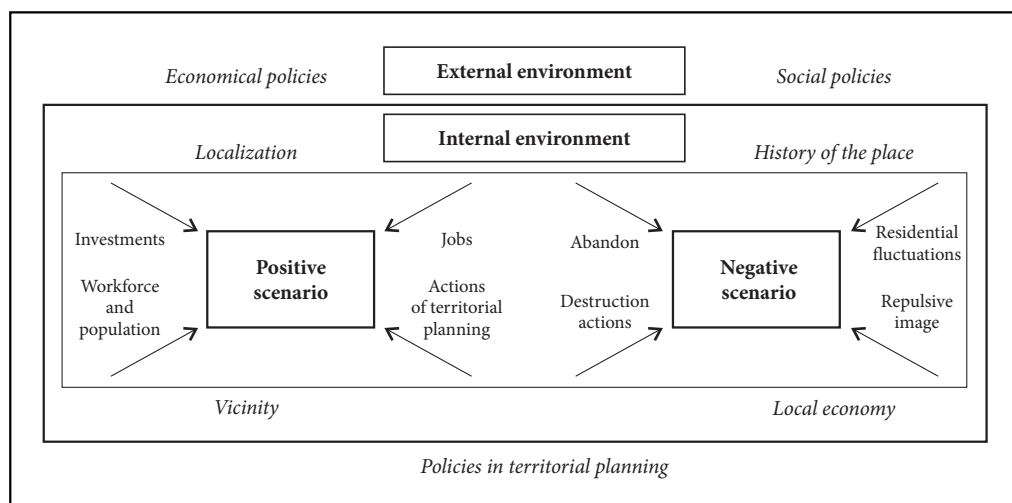 External environment
Economical policies
Social policies
Internal environment
Localization
History of the place
Investments
Workforce
and
population
Positive
scenario
Jobs
Actions
of territorial
planning
Abandon
Destruction
actions
Negative
scenario
Residential
fluctuations
Repulsive
image
Vicinity
Local economy
Policies in territorial planning